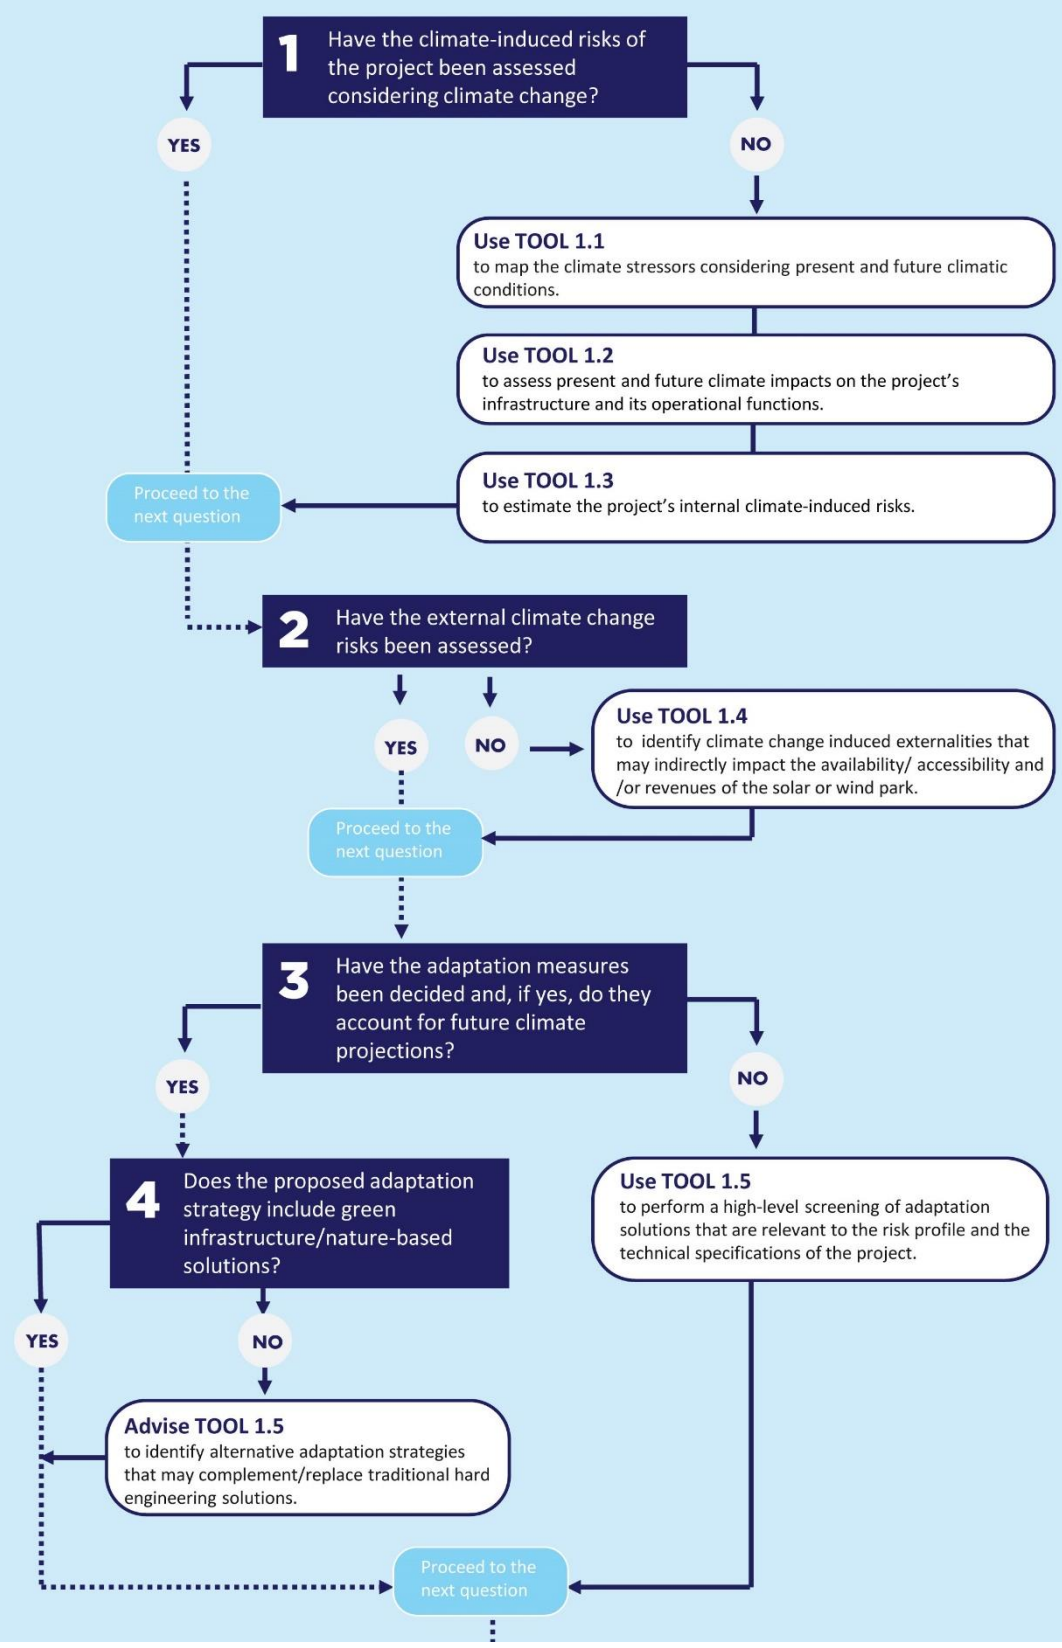 1
Have the climate-induced risks of
the project been assessed
considering climate change?
YES
NO
Use TOOL 1.1
to map the climate stressors considering present and future climatic
conditions.
Use TOOL 1.2
to assess present and future climate impacts on the project's
infrastructure and its operational functions.
Use TOOL 1.3
to estimate the project's internal climate-induced risks.
Proceed to the
next question
2
Have the external climate change
risks been assessed?
YES
NO
Use TOOL 1.4
to identify climate change induced externalities that
may indirectly impact the availability/ accessibility and
/or revenues of the solar or wind park.
Proceed to the
next question
3
Have the adaptation measures
been decided and, if yes, do they
account for future climate
projections?
YES
NO
4
Does the proposed adaptation
strategy include green
infrastructure/nature-based
solutions?
Use TOOL 1.5
to perform a high-level screening of adaptation
solutions that are relevant to the risk profile and the
technical specifications of the project.
YES
NO
Advise TOOL 1.5
to identify alternative adaptation strategies
that may complement/replace traditional hard
engineering solutions.
Proceed to the
next question